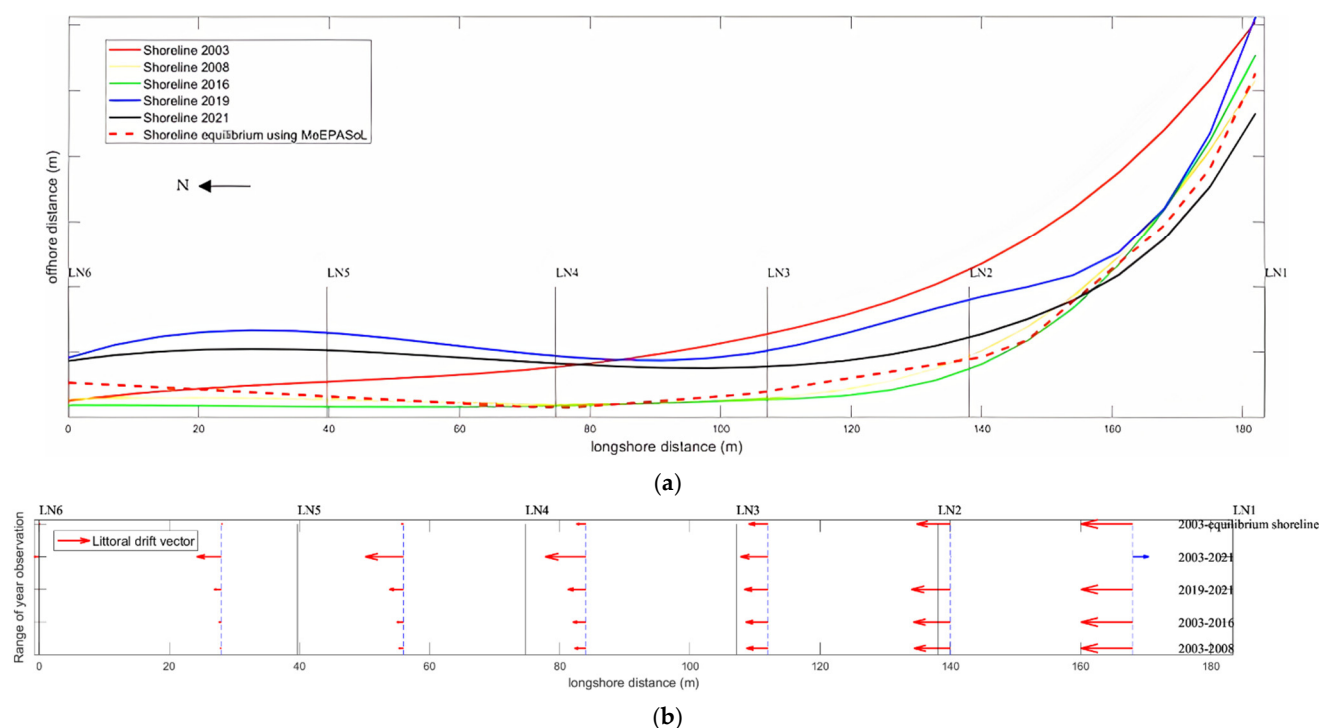 Shoreline 2003
Shoreline 2008
Shoreline 2016
Shoreline 2019
Shoreline 2021
Shoreline equilibrium using MeEPASoL
N
offhore distance (m)
LN6
LN5
LN4
LN3
LN2
LN1
0 20 40 60 80 100 120 140 160 180
longshore distance (m)
(a)
LN6 LN5 LN4 LN3 LN2 LN1
Range of year observation
Littoral drift vector
2003-equilibrium shoreline
2003-2021
2019-2021
2003-2016
2003-2008
0 20 40 60 80 100 120 140 160 180
longshore distance (m)
(b)